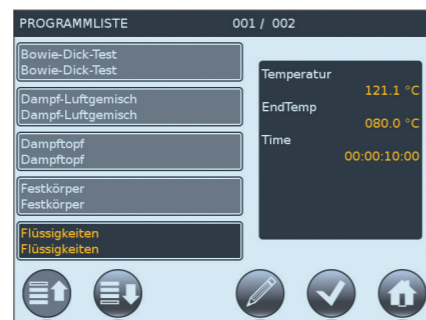 PROGRAMMLISTE 001 / 002
Bowie-Dick-Test
Bowie-Dick-Test
Dampf-Luftgemisch
Dampf-Luftgemisch
Dampftopf
Dampftopf
Festkörper
Festkörper
Flüssigkeiten
Flüssigkeiten
Temperatur
121.1 °C
EndTemp
080.0 °C
Time
00:00:10:00